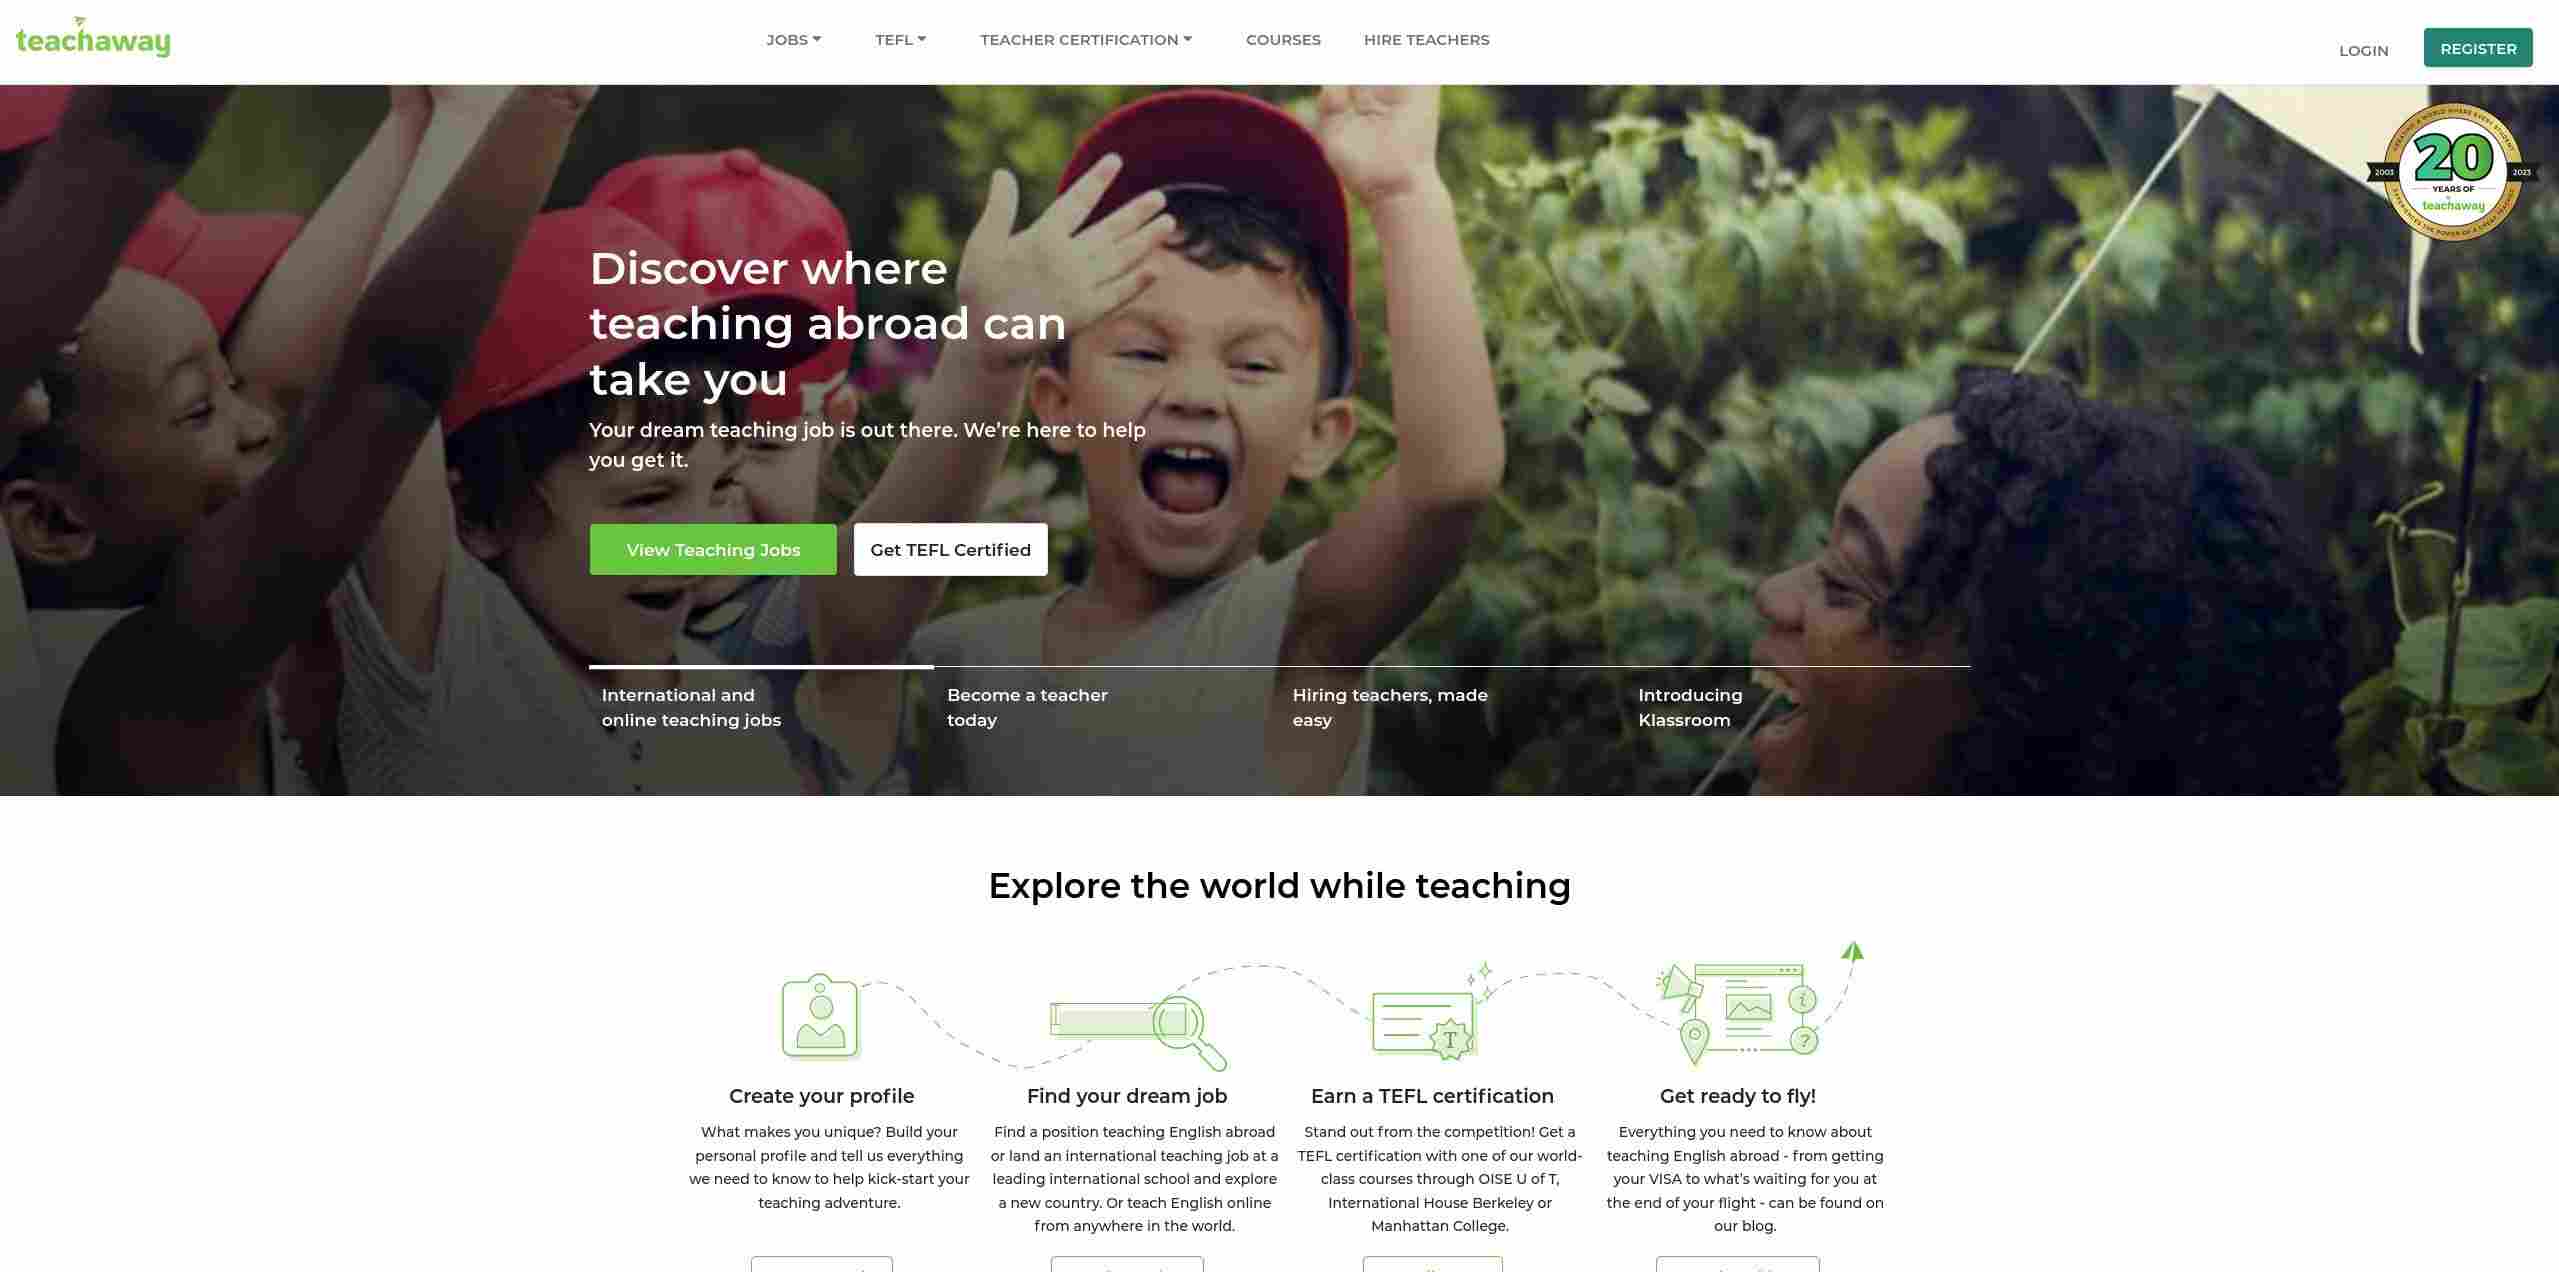 teachaway
JOBS
TEFL
TEACHER CERTIFICATION
COURSES
HIRE TEACHERS
LOGIN
REGISTER
2003
20
2023
YEARS OF
teachaway
Discover where
teaching abroad can
take you
Your dream teaching job is out there. We’re here to help
you get it.
View Teaching Jobs
Get TEFL Certified
International and
online teaching jobs
Become a teacher
today
Hiring teachers, made
easy
Introducing
Klassroom
Explore the world while teaching
T
i
?
Create your profile
What makes you unique? Build your
personal profile and tell us everything
we need to know to help kick-start your
teaching adventure.
Find your dream job
Find a position teaching English abroad
or land an international teaching job at a
leading international school and explore
a new country. Or teach English online
from anywhere in the world.
Earn a TEFL certification
Stand out from the competition! Get a
TEFL certification with one of our world-
class courses through OISE U of T,
International House Berkeley or
Manhattan College.
Get ready to fly!
Everything you need to know about
teaching English abroad - from getting
your VISA to what’s waiting for you at
the end of your flight - can be found on
our blog.